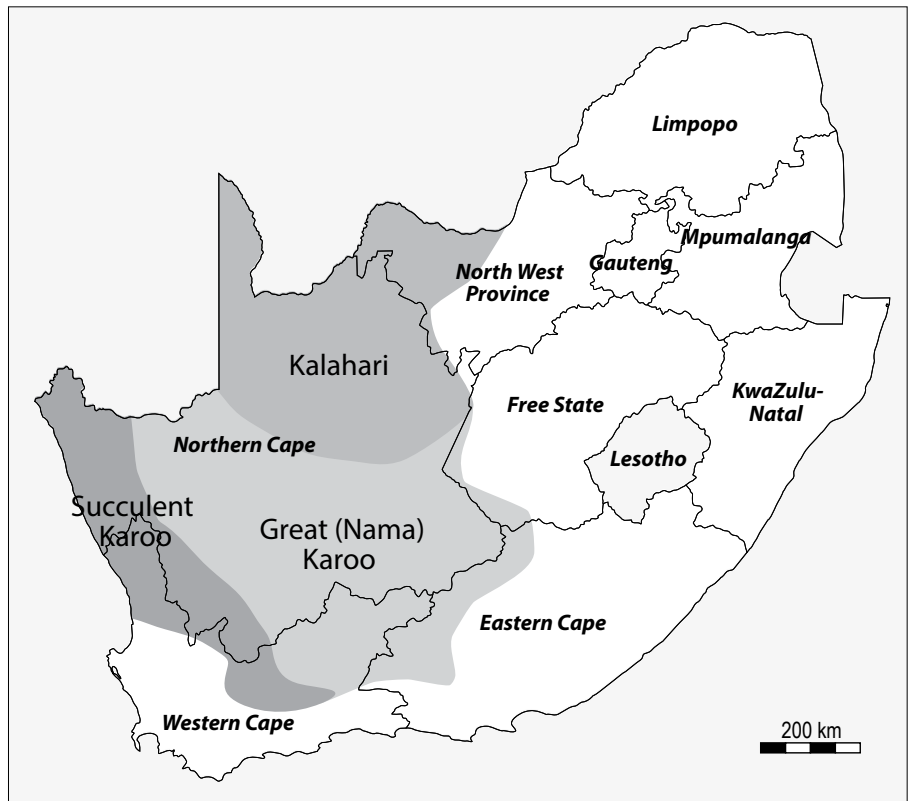 Limpopo
Mpumalanga
Gauteng
North West
Province
Kalahari
KwaZulu-
Natal
Free State
Northern Cape
Lesotho
Succulent
Karoo
Great (Nama)
Karoo
Eastern Cape
Western Cape
200 km